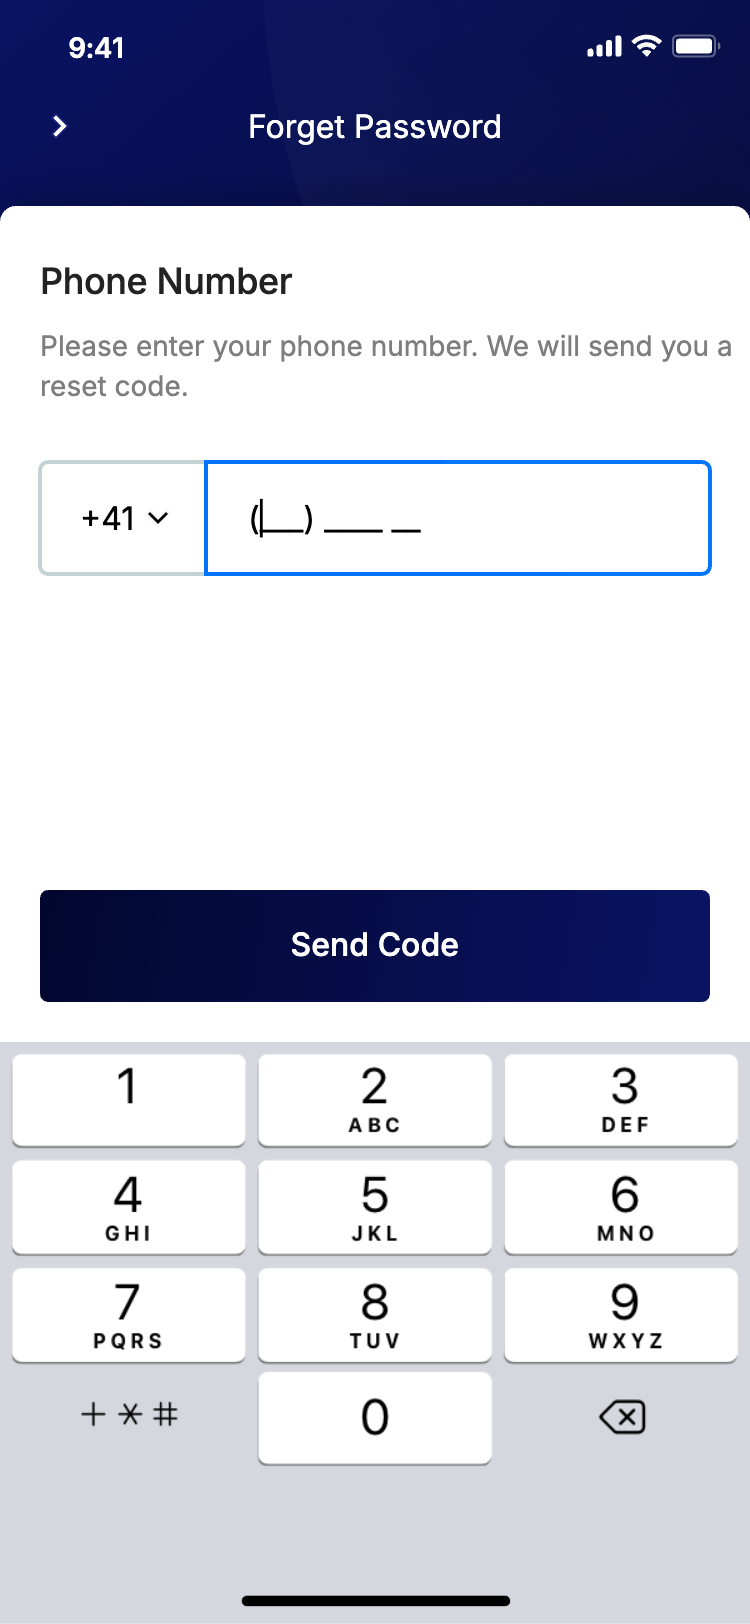 9:41
Forget Password
Phone Number
Please enter your phone number. We will send you a
reset code.
+41
(___) ____ __
Send Code
1
2
ABC
3
DEF
4
GHI
5
JKL
6
MNO
7
PQRS
8
TUV
9
WXYZ
+ * #
0